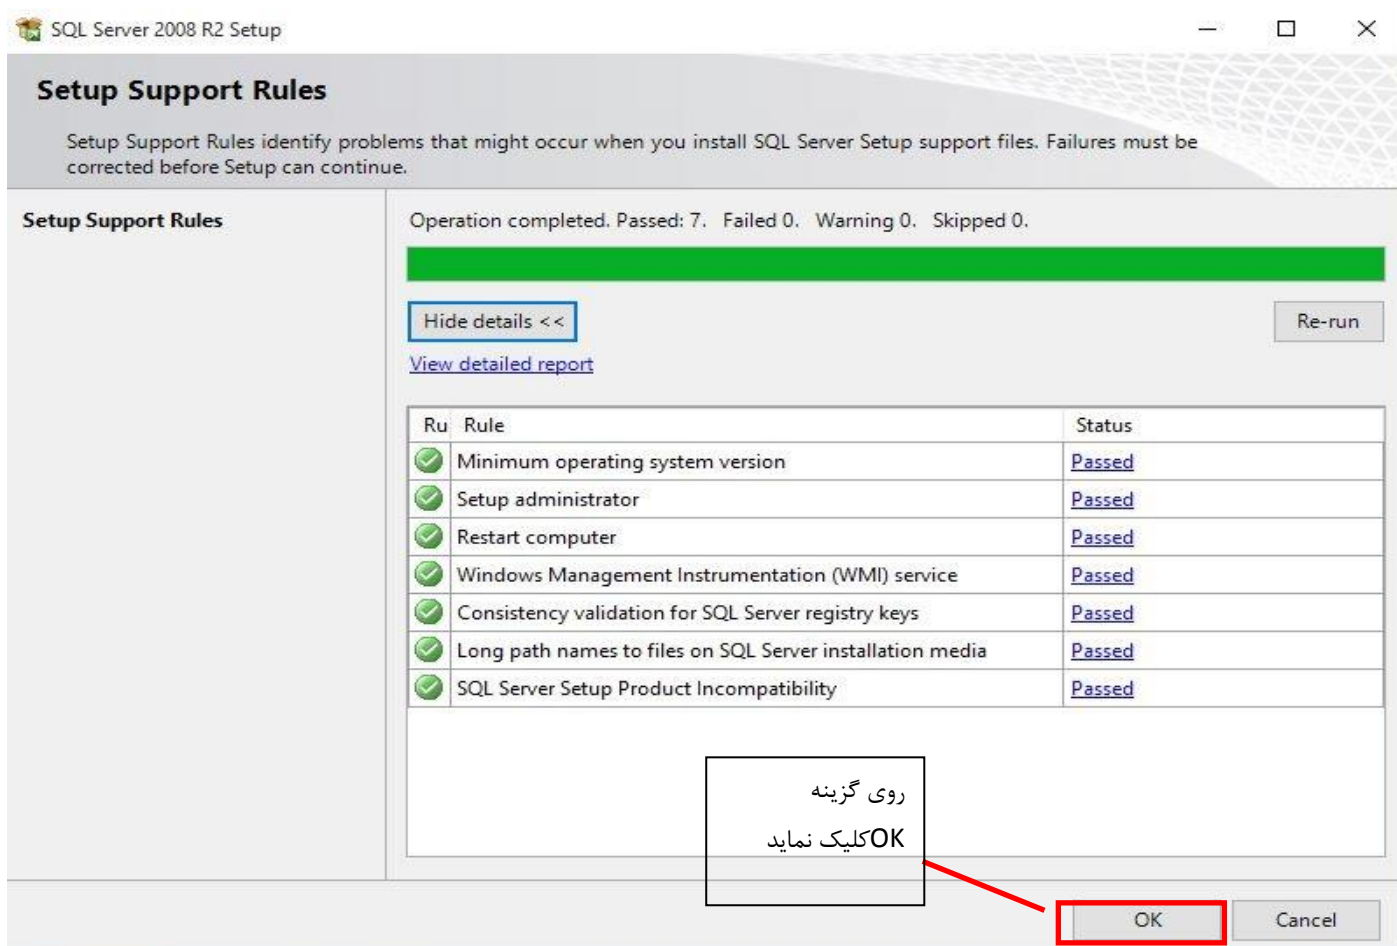 SQL Server 2008 R2 Setup
Setup Support Rules
Setup Support Rules identify problems that might occur when you install SQL Server Setup support files. Failures must be
corrected before Setup can continue.
Setup Support Rules
Operation completed. Passed: 7. Failed 0. Warning 0. Skipped 0.
Hide details <<
Re-run
View detailed report
Ru Rule Status
Minimum operating system version Passed
Setup administrator Passed
Restart computer Passed
Windows Management Instrumentation (WMI) service Passed
Consistency validation for SQL Server registry keys Passed
Long path names to files on SQL Server installation media Passed
SQL Server Setup Product Incompatibility Passed
روی گزینه
OKکلیک نماید
OK Cancel